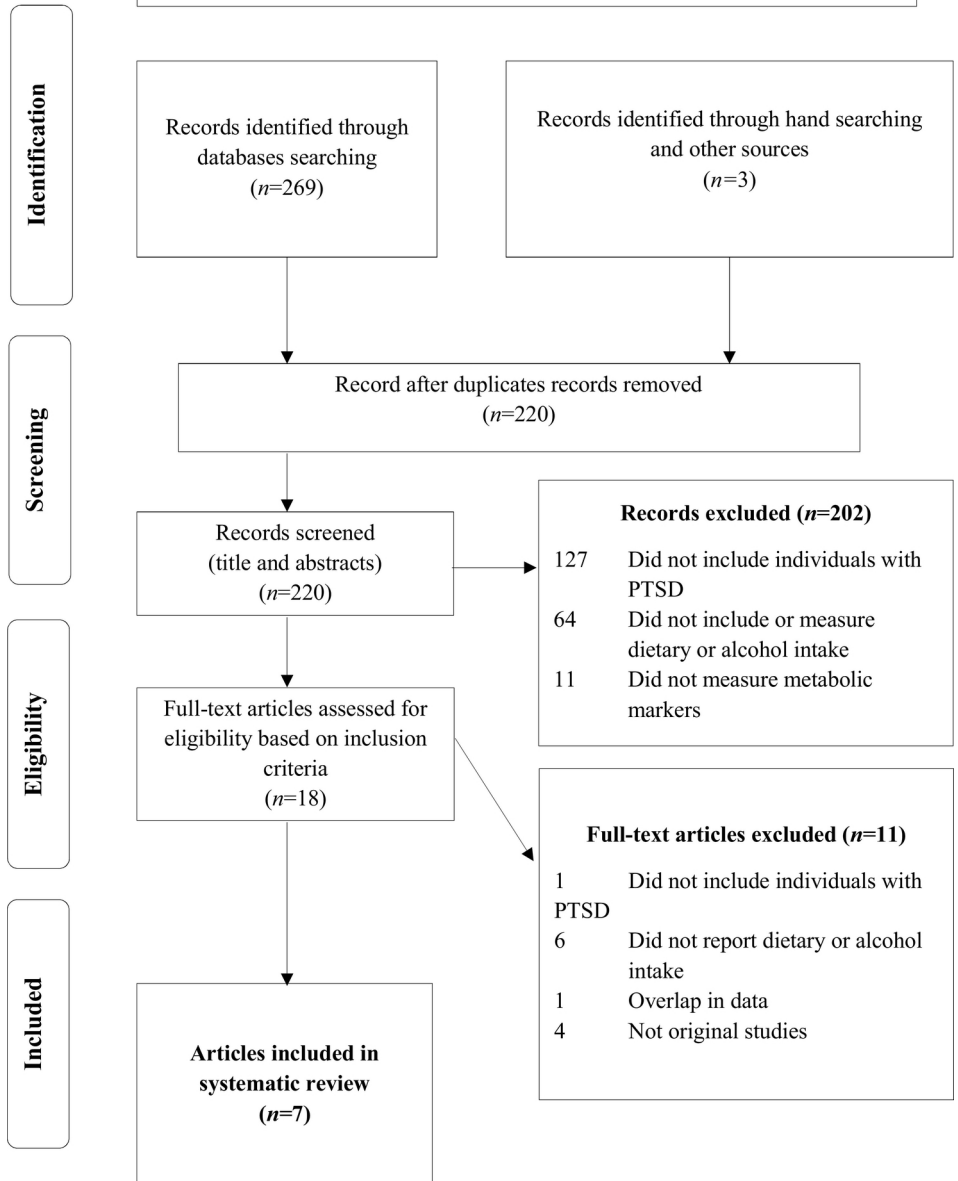 Identification
Records identified through
databases searching
(n=269)
Records identified through hand searching
and other sources
(n=3)
Screening
Record after duplicates records removed
(n=220)
Records screened
(title and abstracts)
(n=220)
Records excluded (n=202)
127 Did not include individuals with
PTSD
64 Did not include or measure
dietary or alcohol intake
11 Did not measure metabolic
markers
Eligibility
Full-text articles assessed for
eligibility based on inclusion
criteria
(n=18)
Full-text articles excluded (n=11)
1 Did not include individuals with
PTSD
6 Did not report dietary or alcohol
intake
1 Overlap in data
4 Not original studies
Included
Articles included in
systematic review
(n=7)